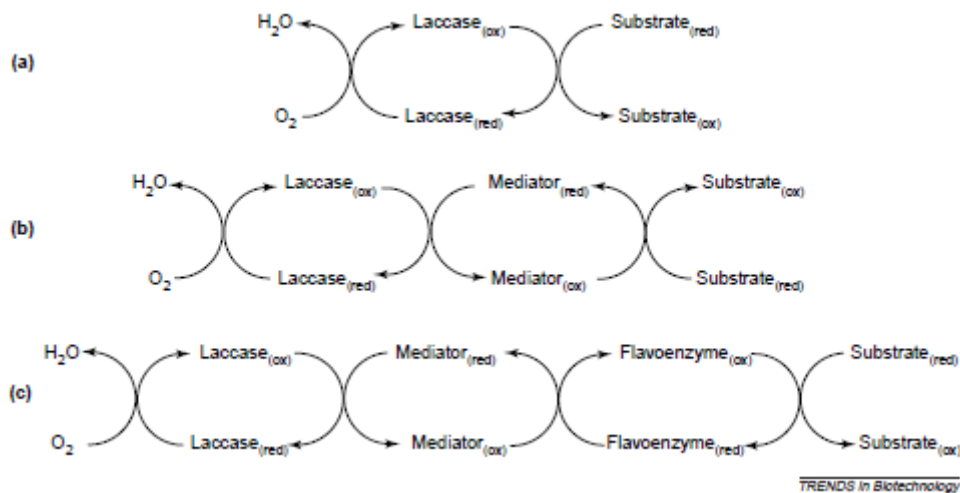 H₂O Laccase(ox) Substrate(red)
(a)
O₂ Laccase(red) Substrate(ox)
H₂O Laccase(ox) Mediator(red) Substrate(ox)
(b)
O₂ Laccase(red) Mediator(ox) Substrate(red)
H₂O Laccase(ox) Mediator(red) Flavoenzyme(ox) Substrate(red)
(c)
O₂ Laccase(red) Mediator(ox) Flavoenzyme(red) Substrate(ox)
TRENDS in Biotechnology